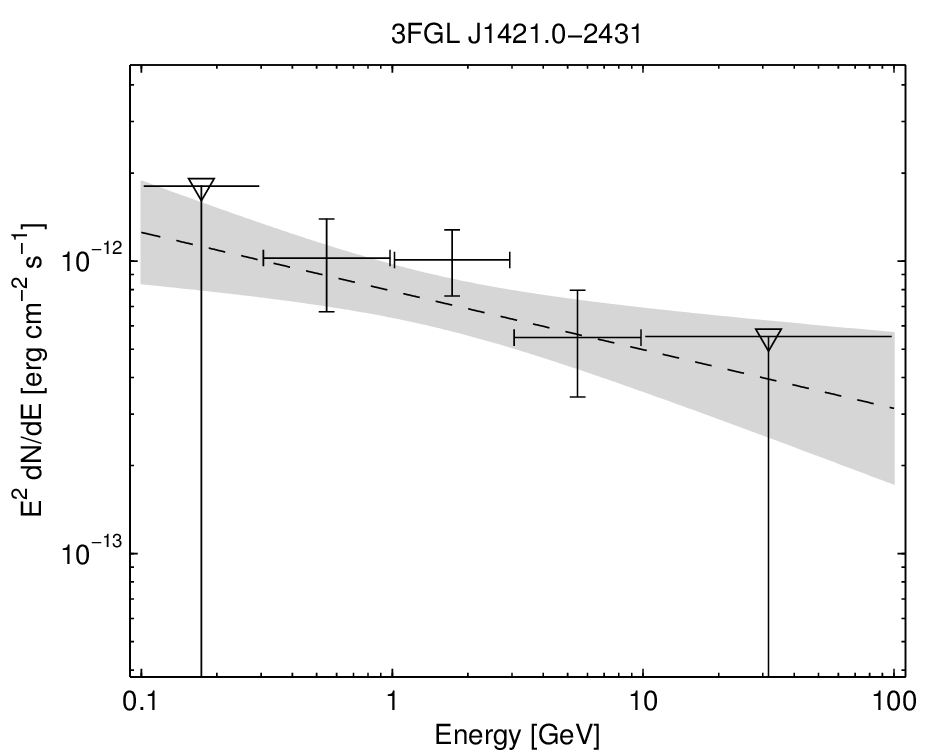 3FGL J1421.0−2431
E² dN/dE [erg cm⁻² s⁻¹]
10⁻¹²
10⁻¹³
0.1 1 10 100
Energy [GeV]